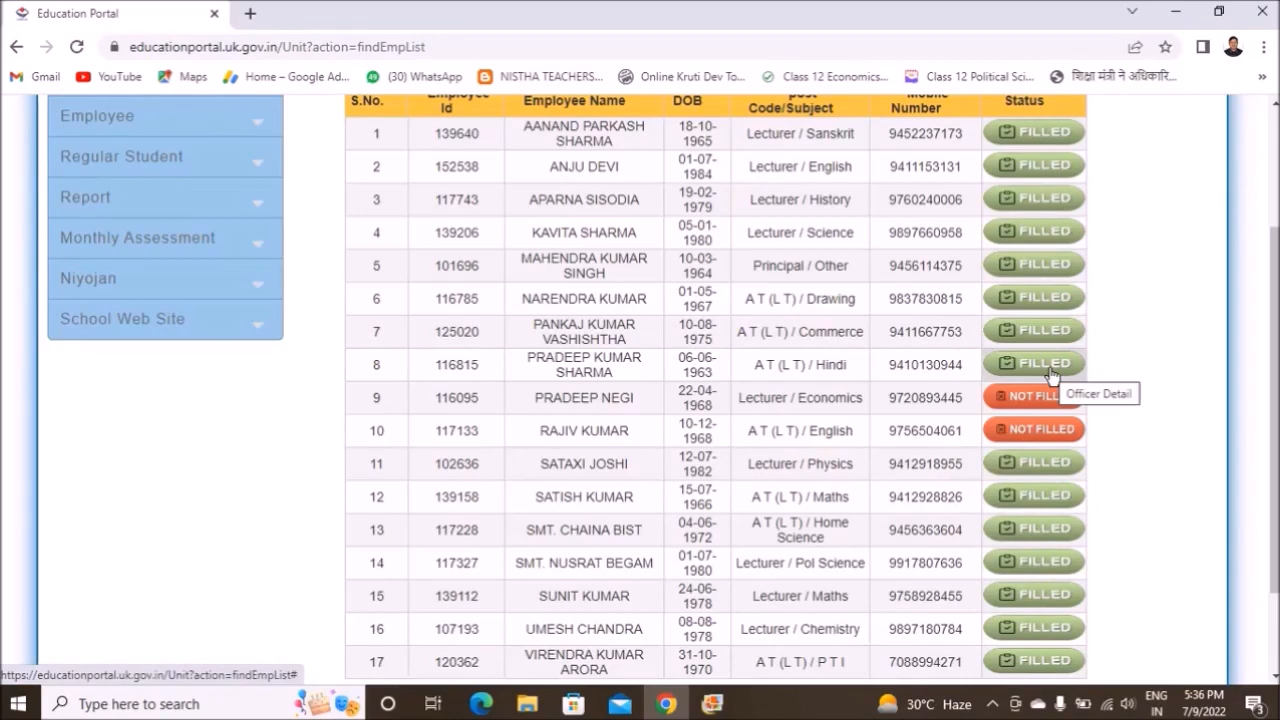 Education Portal
educationportal.uk.gov.in/Unit?action=findEmpList
Gmail YouTube Maps Home – Google Ad... (30) WhatsApp NISTHA TEACHERS... Online Kruti Dev To... Class 12 Economics... Class 12 Political Sci... शिक्षा मंत्री ने अधिकारि... »
Employee
Regular Student
Report
Monthly Assessment
Niyojan
School Web Site
S.No. Employee Id Employee Name DOB post Code/Subject Mobile Number Status
1 139640 AANAND PARKASH SHARMA 18-10-1965 Lecturer / Sanskrit 9452237173 FILLED
2 152538 ANJU DEVI 01-07-1984 Lecturer / English 9411153131 FILLED
3 117743 APARNA SISODIA 19-02-1979 Lecturer / History 9760240006 FILLED
4 139206 KAVITA SHARMA 05-01-1980 Lecturer / Science 9897660958 FILLED
5 101696 MAHENDRA KUMAR SINGH 10-03-1964 Principal / Other 9456114375 FILLED
6 116785 NARENDRA KUMAR 01-05-1967 A T (L T) / Drawing 9837830815 FILLED
7 125020 PANKAJ KUMAR VASHISHTHA 10-08-1975 A T (L T) / Commerce 9411667753 FILLED
8 116815 PRADEEP KUMAR SHARMA 06-06-1963 A T (L T) / Hindi 9410130944 FILLED
9 116095 PRADEEP NEGI 22-04-1968 Lecturer / Economics 9720893445 NOT FILL
Officer Detail
10 117133 RAJIV KUMAR 10-12-1968 A T (L T) / English 9756504061 NOT FILLED
11 102636 SATAXI JOSHI 12-07-1982 Lecturer / Physics 9412918955 FILLED
12 139158 SATISH KUMAR 15-07-1966 A T (L T) / Maths 9412928826 FILLED
13 117228 SMT. CHAINA BIST 04-06-1972 A T (L T) / Home Science 9456363604 FILLED
14 117327 SMT. NUSRAT BEGAM 01-07-1980 Lecturer / Pol Science 9917807636 FILLED
15 139112 SUNIT KUMAR 24-06-1978 Lecturer / Maths 9758928455 FILLED
16 107193 UMESH CHANDRA 08-08-1978 Lecturer / Chemistry 9897180784 FILLED
17 120362 VIRENDRA KUMAR ARORA 31-10-1970 A T (L T) / P T I 7088994271 FILLED
https://educationportal.uk.gov.in/Unit?action=findEmpList#
Type here to search
30°C Haze
ENG IN
5:36 PM
7/9/2022
3